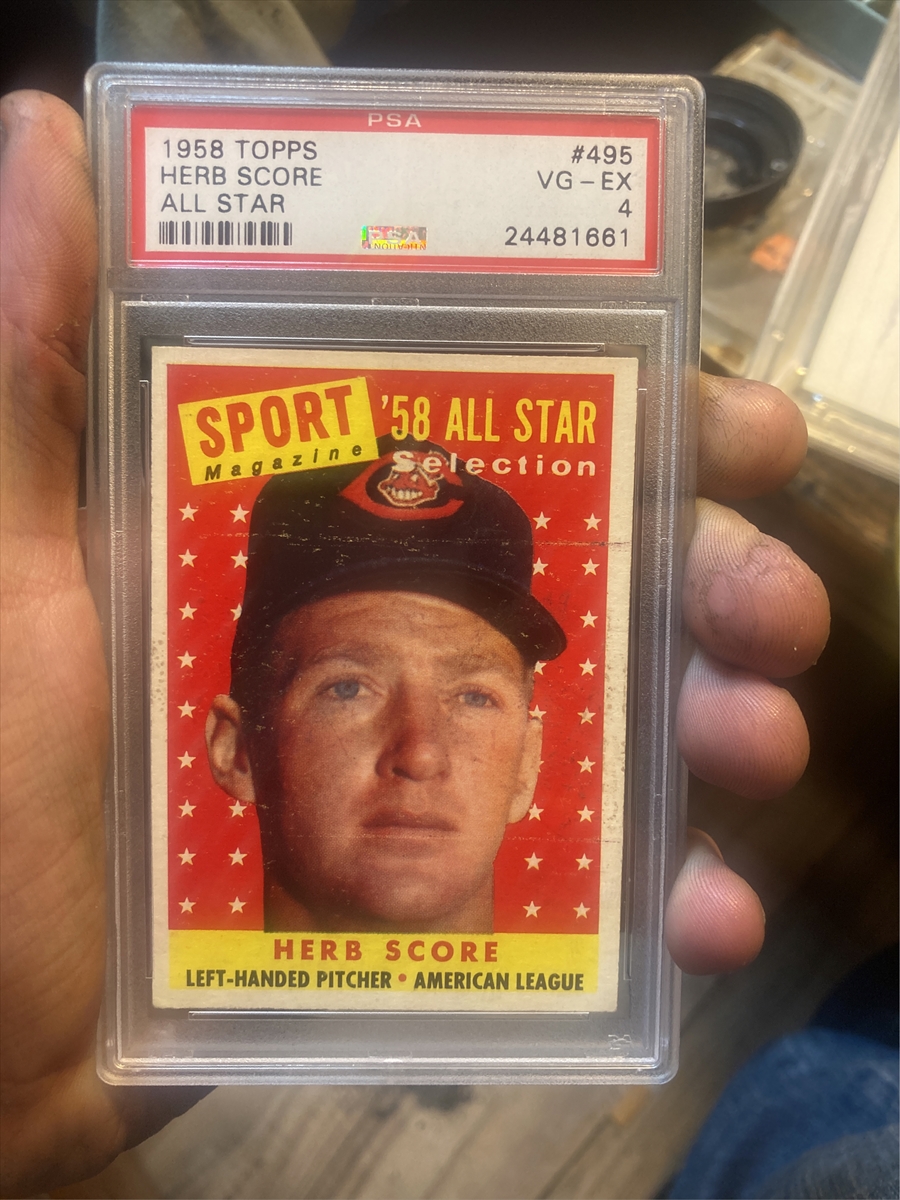 PSA
1958 TOPPS #495
HERB SCORE VG-EX
ALL STAR 4
24481661
SPORT '58 ALL STAR
Magazine Selection
C
HERB SCORE
LEFT-HANDED PITCHER • AMERICAN LEAGUE